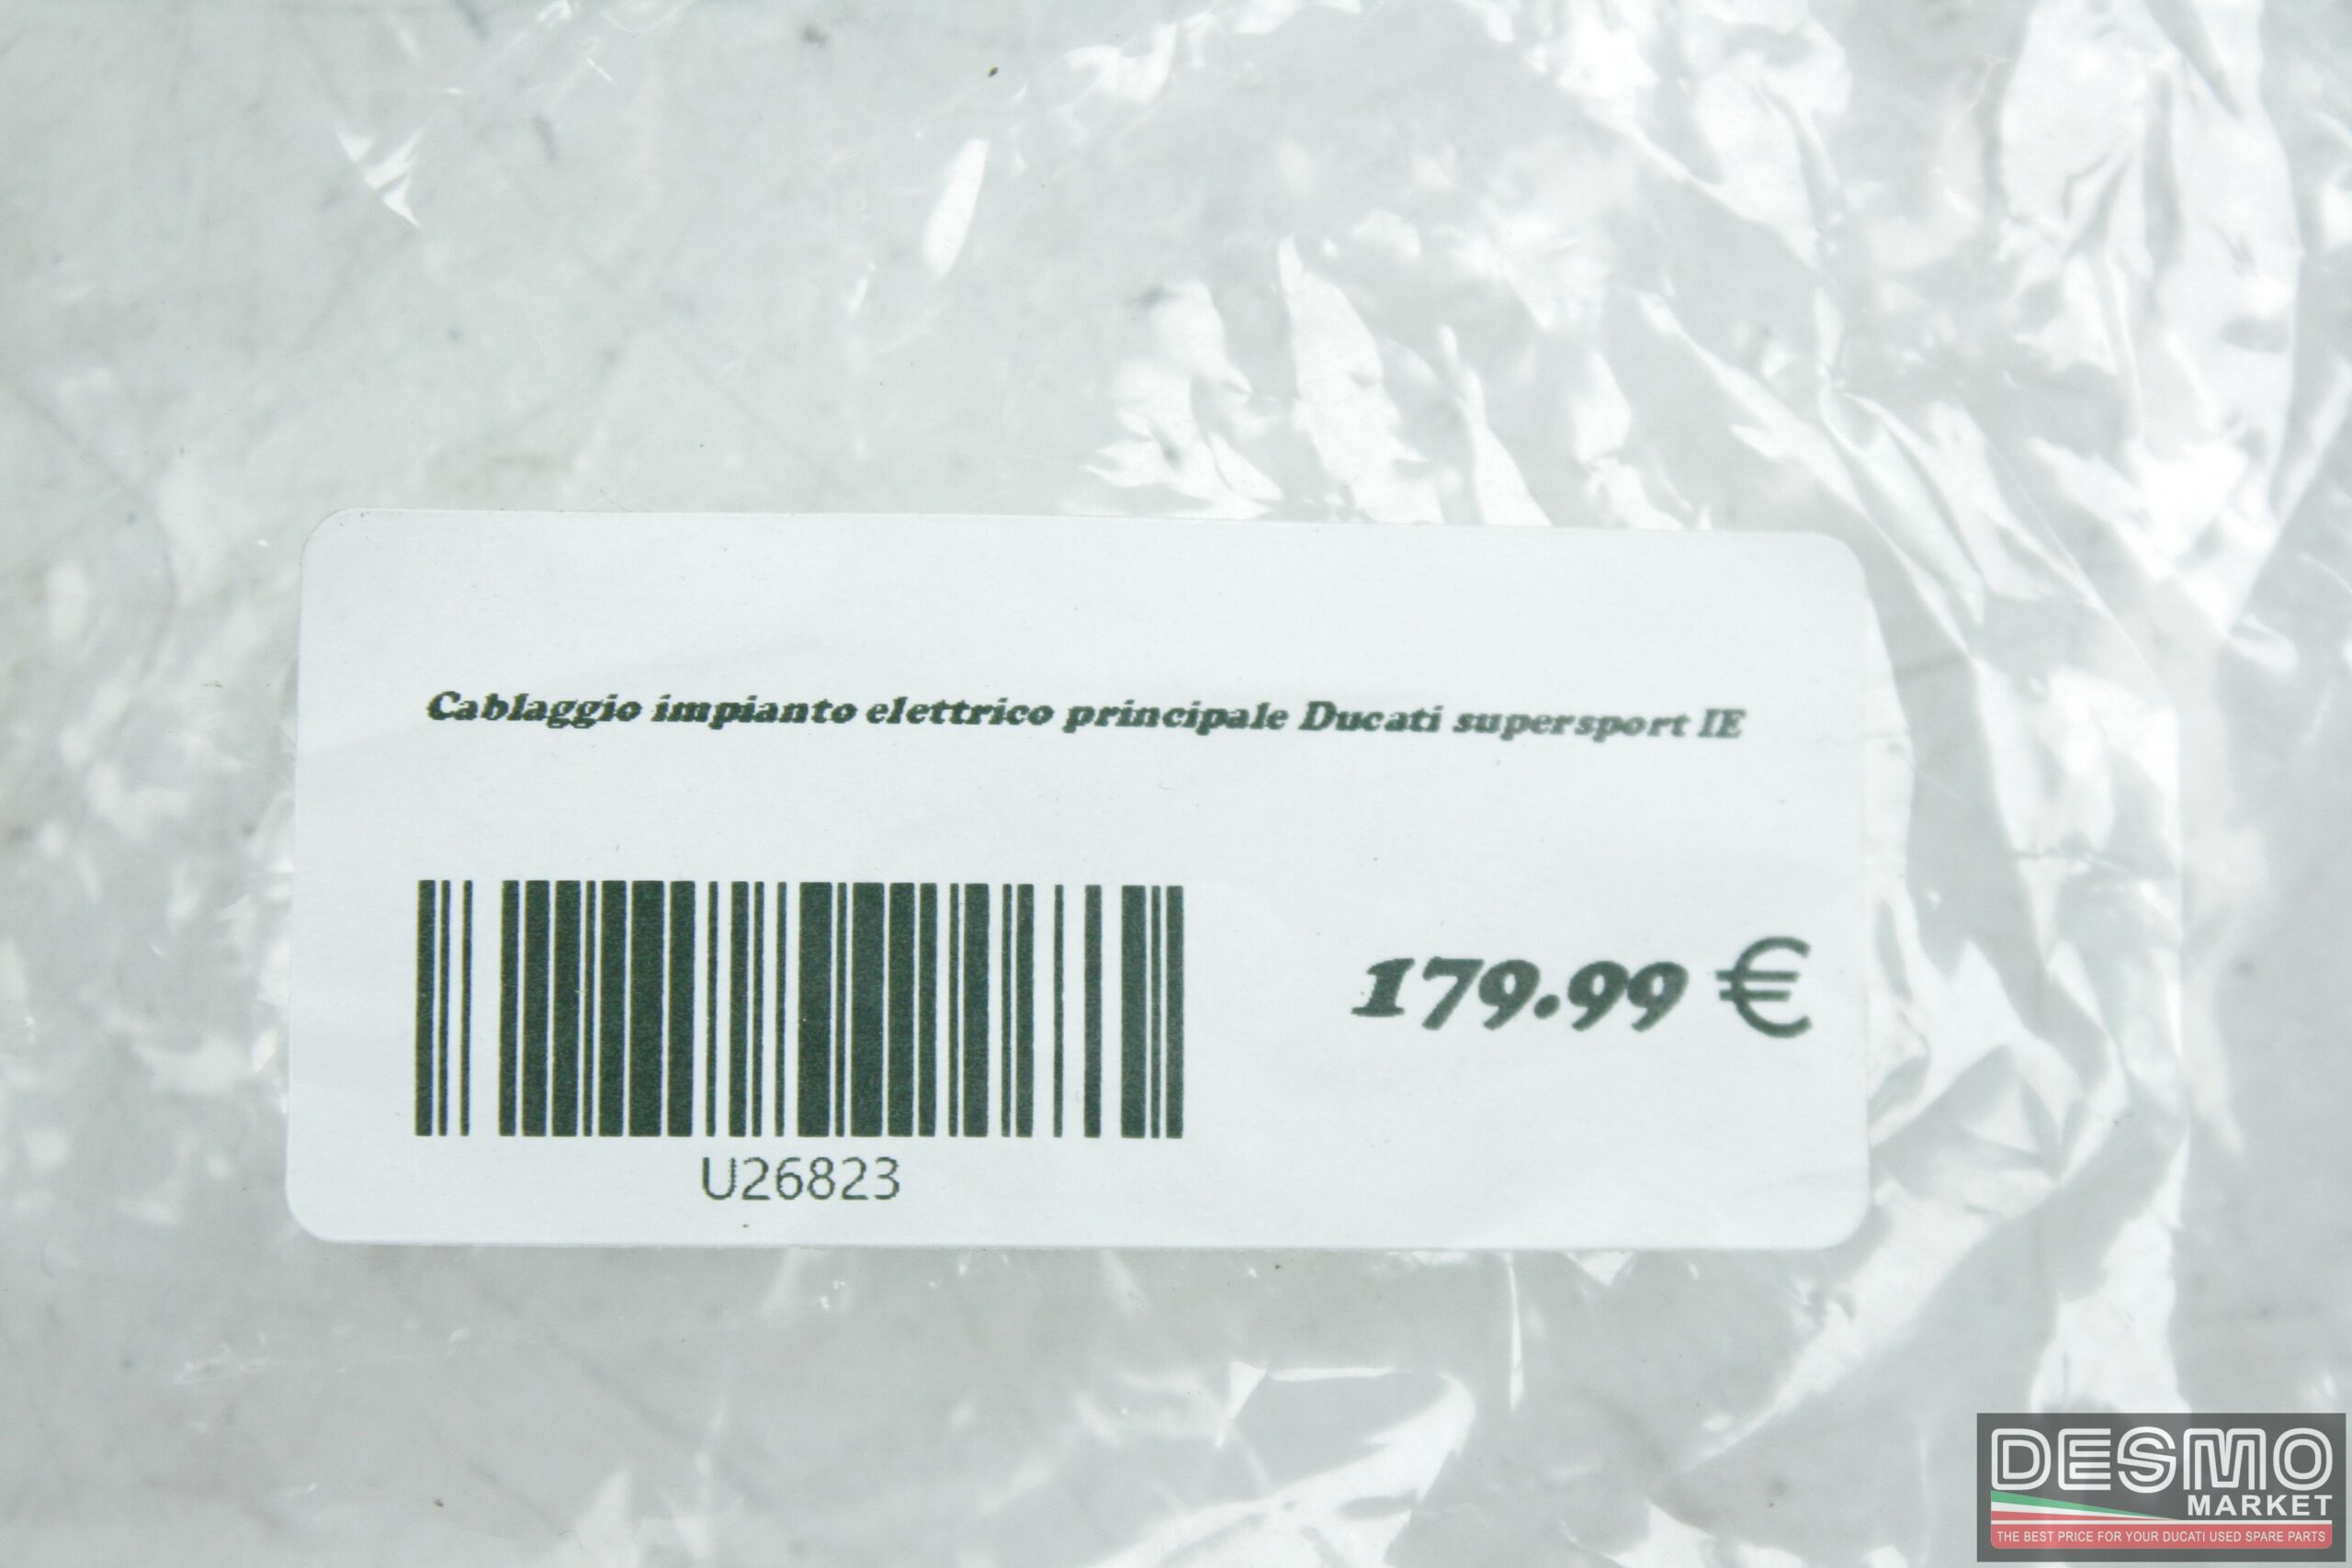 Cablaggio impianto elettrico principale Ducati supersport IE
179.99 €
U26823
DESMO
MARKET
THE BEST PRICE FOR YOUR DUCATI USED SPARE PARTS